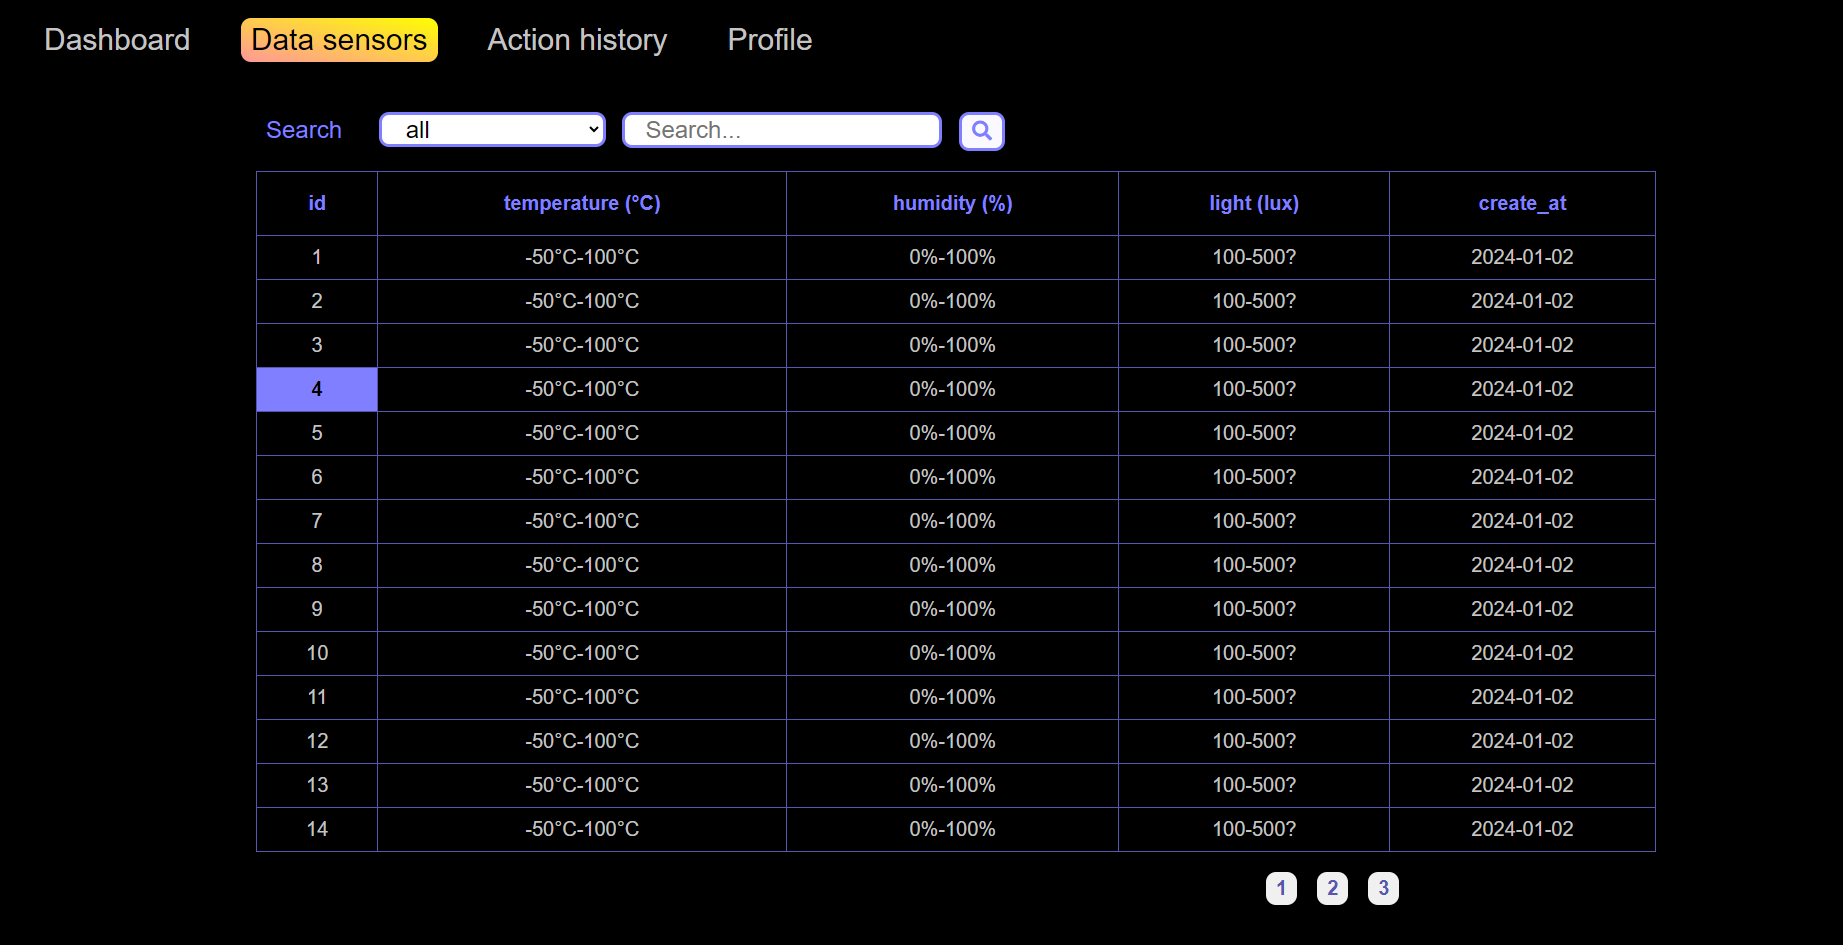 Dashboard Data sensors Action history Profile
Search all Search...
id temperature (°C) humidity (%) light (lux) create_at
1 -50°C-100°C 0%-100% 100-500? 2024-01-02
2 -50°C-100°C 0%-100% 100-500? 2024-01-02
3 -50°C-100°C 0%-100% 100-500? 2024-01-02
4 -50°C-100°C 0%-100% 100-500? 2024-01-02
5 -50°C-100°C 0%-100% 100-500? 2024-01-02
6 -50°C-100°C 0%-100% 100-500? 2024-01-02
7 -50°C-100°C 0%-100% 100-500? 2024-01-02
8 -50°C-100°C 0%-100% 100-500? 2024-01-02
9 -50°C-100°C 0%-100% 100-500? 2024-01-02
10 -50°C-100°C 0%-100% 100-500? 2024-01-02
11 -50°C-100°C 0%-100% 100-500? 2024-01-02
12 -50°C-100°C 0%-100% 100-500? 2024-01-02
13 -50°C-100°C 0%-100% 100-500? 2024-01-02
14 -50°C-100°C 0%-100% 100-500? 2024-01-02
1 2 3